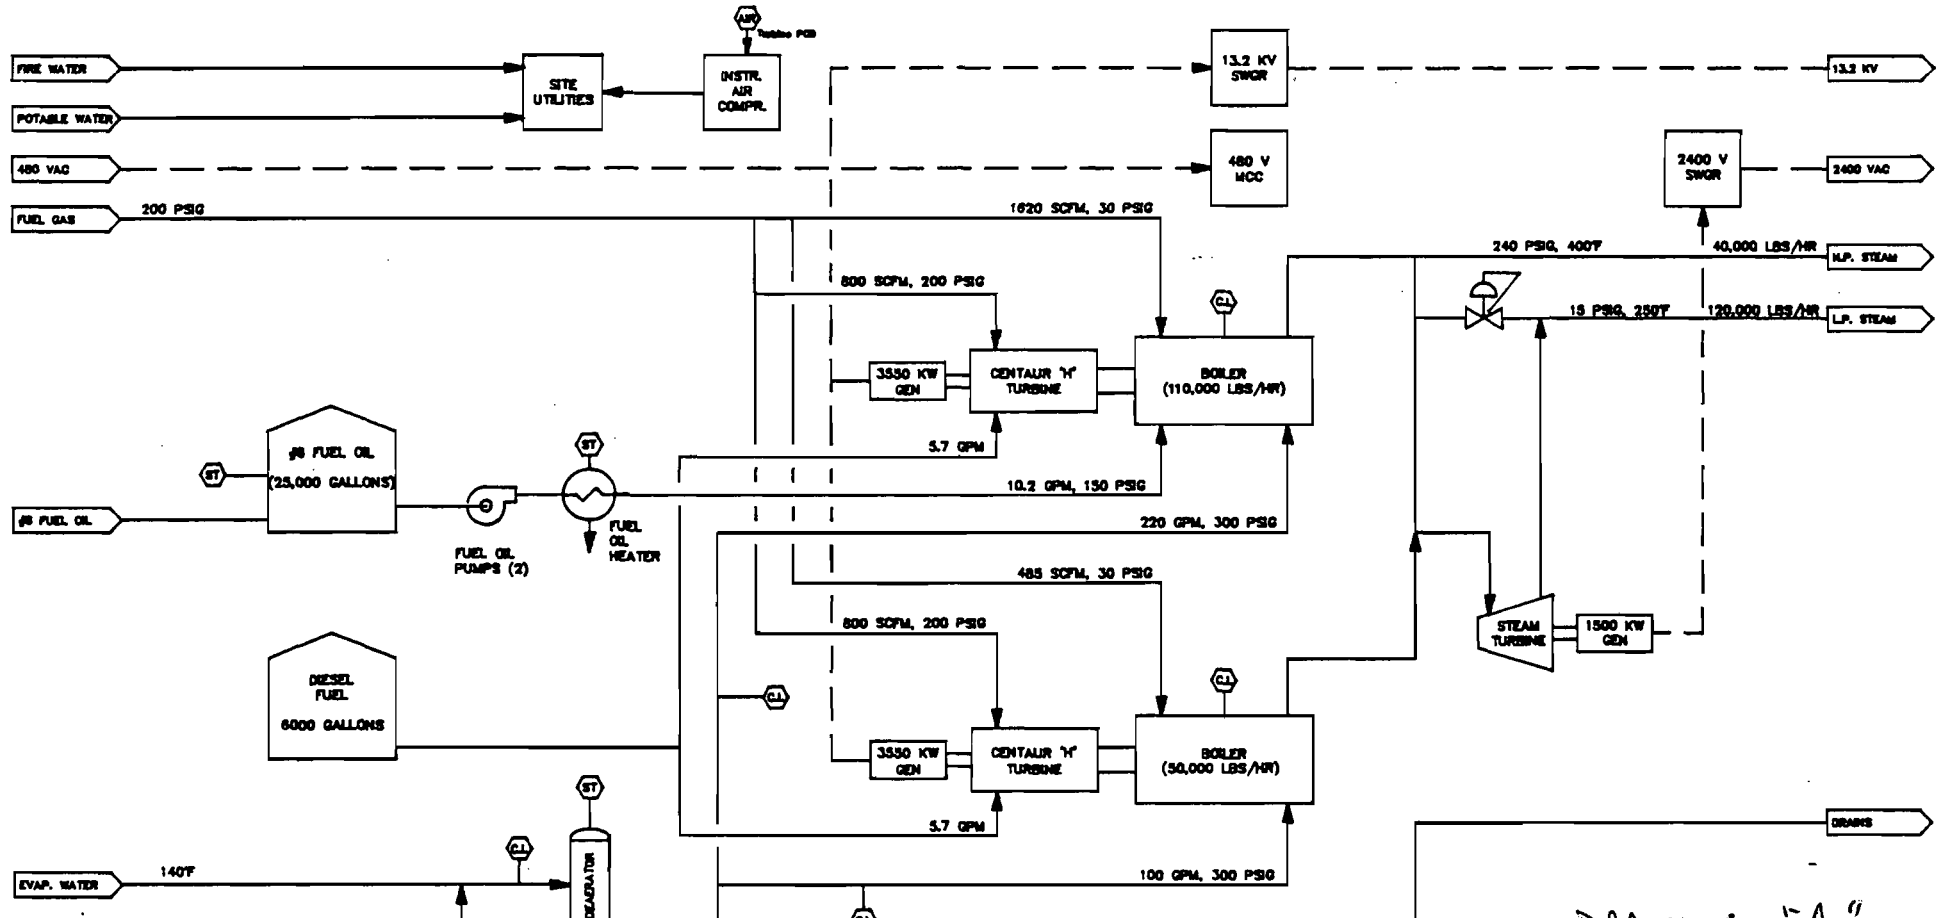 AIR
Turbine PCD
FIRE WATER
SITE
UTILITIES
INSTR.
AIR
COMPR.
13.2 KV
SWGR
13.2 KV
POTABLE WATER
480 VAC
480 V
MCC
2400 V
SWGR
2400 VAC
FUEL GAS
200 PSIG
1620 SCFM, 30 PSIG
240 PSIG, 400°F
40,000 LBS/HR
H.P. STEAM
800 SCFM, 200 PSIG
C.I.
15 PSIG, 250°F
120,000 LBS/HR
L.P. STEAM
3550 KW
GEN
CENTAUR "H"
TURBINE
BOILER
(110,000 LBS/HR)
#6 FUEL OIL
(25,000 GALLONS)
ST
ST
5.7 GPM
10.2 GPM, 150 PSIG
#6 FUEL OIL
FUEL OIL
PUMPS (2)
FUEL
OIL
HEATER
220 GPM, 300 PSIG
485 SCFM, 30 PSIG
800 SCFM, 200 PSIG
STEAM
TURBINE
1500 KW
GEN
DIESEL
FUEL
6000 GALLONS
C.I.
C.I.
3550 KW
GEN
CENTAUR "H"
TURBINE
BOILER
(50,000 LBS/HR)
ST
5.7 GPM
DRAINS
EVAP. WATER
140°F
C.I.
DEAERATOR
100 GPM, 300 PSIG
C.I.